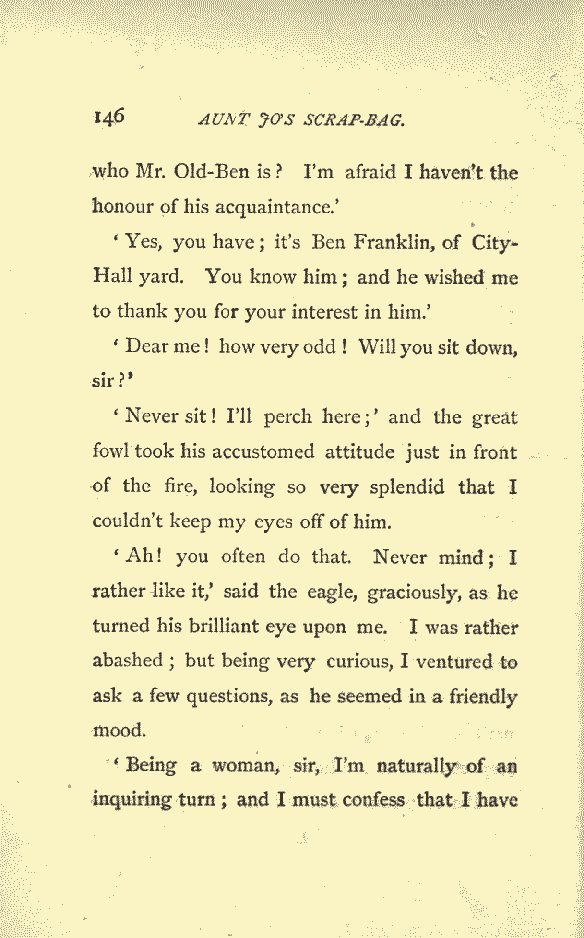 146 AUNT JO'S SCRAP-BAG.
who Mr. Old-Ben is? I'm afraid I haven't the
honour of his acquaintance.'
' Yes, you have; it's Ben Franklin, of City-
Hall yard. You know him; and he wished me
to thank you for your interest in him.'
' Dear me! how very odd! Will you sit down,
sir?'
' Never sit! I'll perch here;' and the great
fowl took his accustomed attitude just in front
of the fire, looking so very splendid that I
couldn't keep my eyes off of him.
' Ah! you often do that. Never mind; I
rather like it,' said the eagle, graciously, as he
turned his brilliant eye upon me. I was rather
abashed; but being very curious, I ventured to
ask a few questions, as he seemed in a friendly
mood.
' Being a woman, sir, I'm naturally of an
inquiring turn; and I must confess that I have